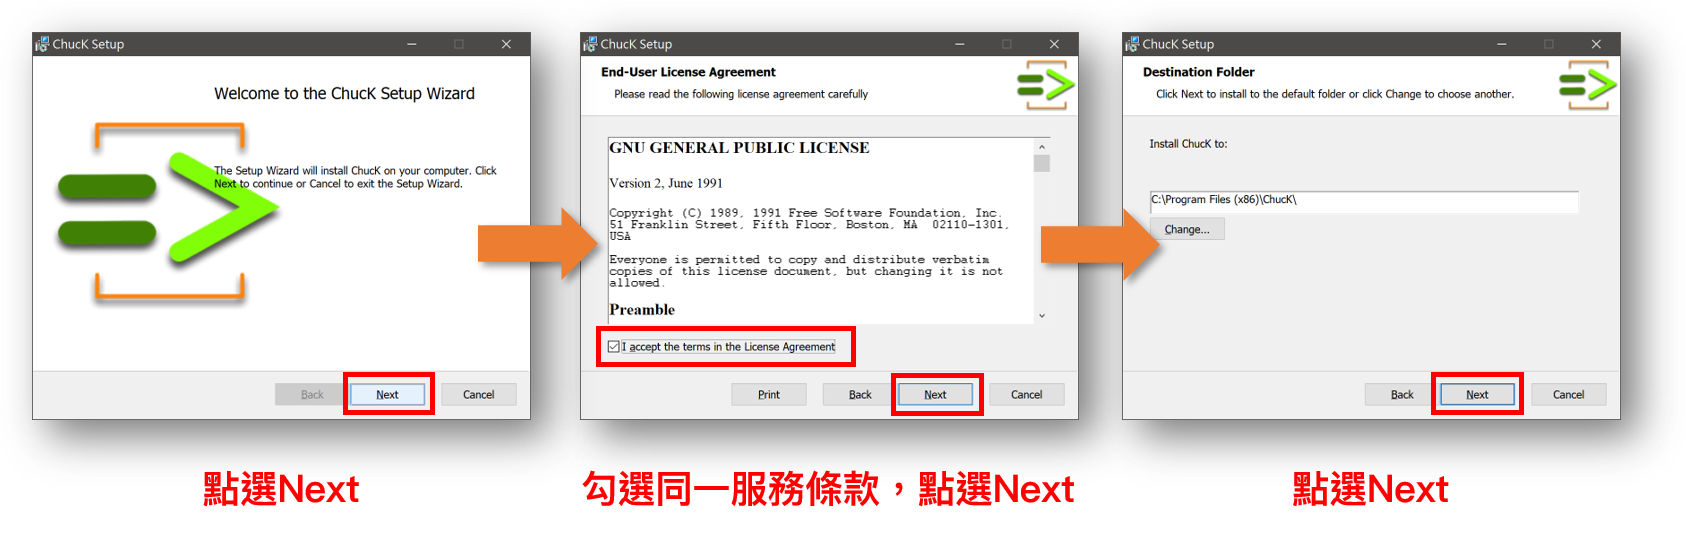 ChucK Setup
Welcome to the ChucK Setup Wizard
The Setup Wizard will install ChucK on your computer. Click
Next to continue or Cancel to exit the Setup Wizard.
Back
Next
Cancel
點選Next
ChucK Setup
End-User License Agreement
Please read the following license agreement carefully
GNU GENERAL PUBLIC LICENSE
Version 2, June 1991
Copyright (C) 1989, 1991 Free Software Foundation, Inc.
51 Franklin Street, Fifth Floor, Boston, MA 02110-1301,
USA
Everyone is permitted to copy and distribute verbatim
copies of this license document, but changing it is not
allowed.
Preamble
I accept the terms in the License Agreement
Print
Back
Next
Cancel
勾選同一服務條款，點選Next
ChucK Setup
Destination Folder
Click Next to install to the default folder or click Change to choose another.
Install ChucK to:
C:\Program Files (x86)\ChucK\
Change...
Back
Next
Cancel
點選Next